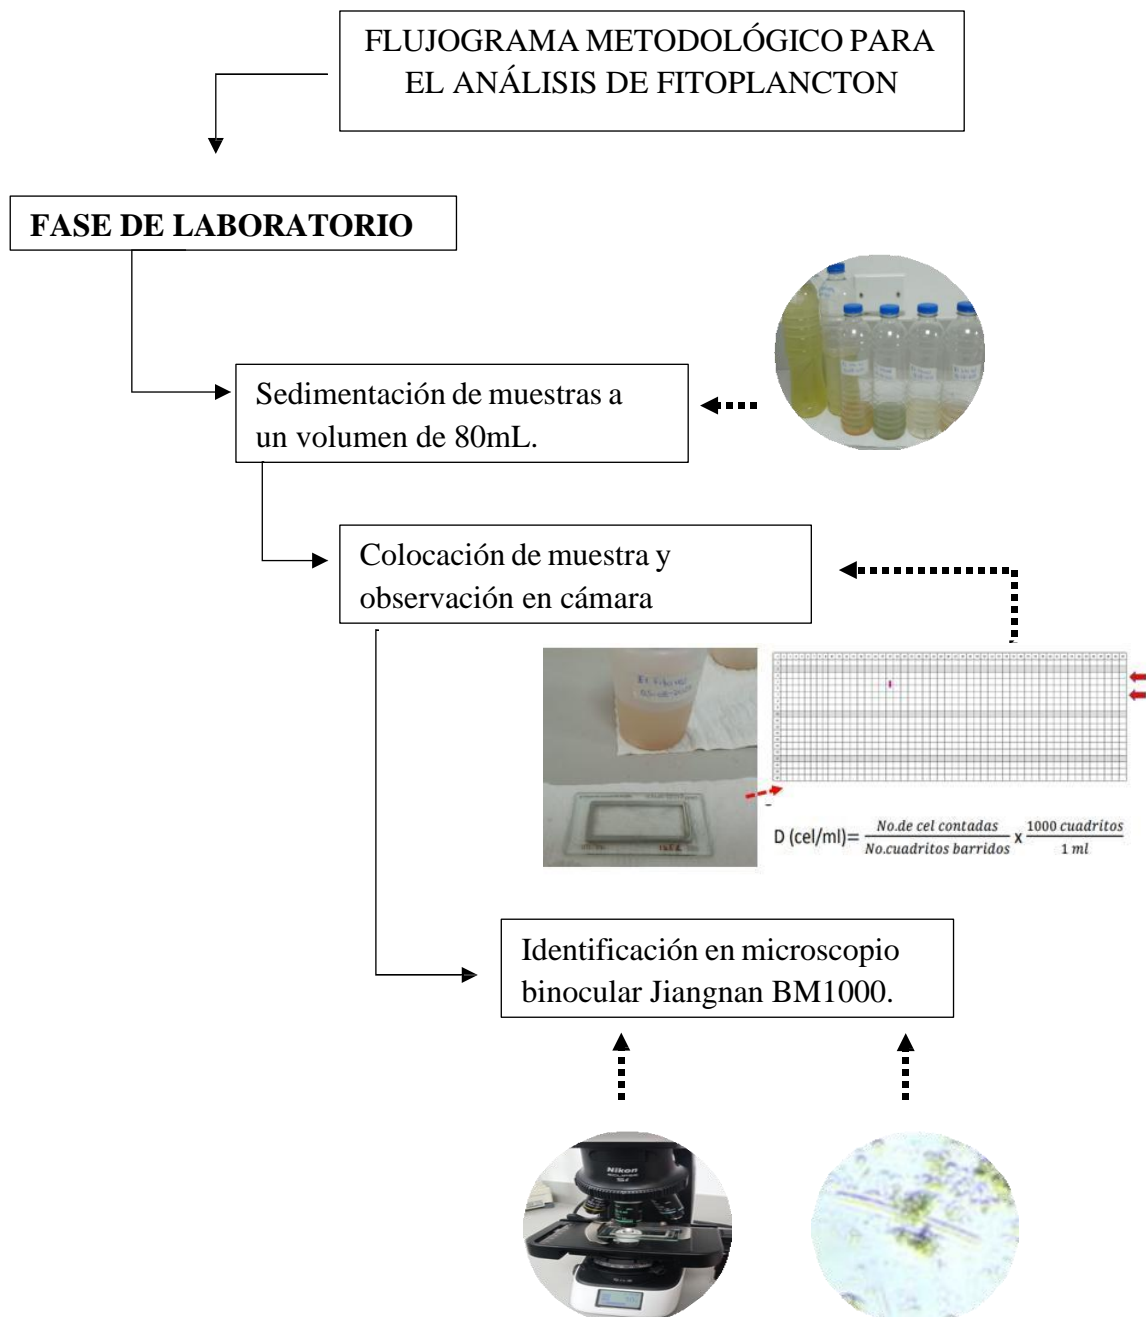 FLUJOGRAMA METODOLÓGICO PARA
EL ANÁLISIS DE FITOPLANCTON
FASE DE LABORATORIO
Sedimentación de muestras a
un volumen de 80mL.
Colocación de muestra y
observación en cámara
D (cel/ml)= No.de cel contadas / No.cuadritos barridos x 1000 cuadritos / 1 ml
Identificación en microscopio
binocular Jiangnan BM1000.
Nikon
ECLIPSE
Si